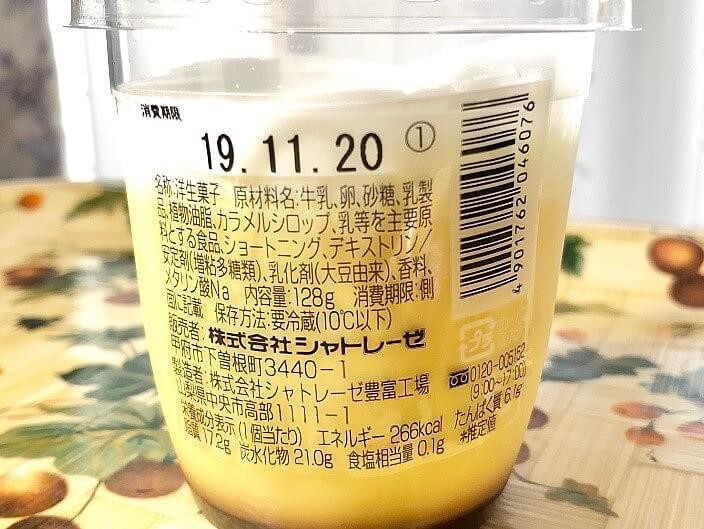 消費期限
19.11.20 ①
名称:洋生菓子 原材料名:牛乳、卵、砂糖、乳製
品、植物油脂、カラメルシロップ、乳等を主要原
料とする食品、ショートニング、デキストリン/
安定剤(増粘多糖類)、乳化剤(大豆由来)、香料、
メタリン酸Na 内容量:128g 消費期限:側
面に記載 保存方法:要冷蔵(10℃以下)
販売者:株式会社シャトレーゼ
甲府市下曽根町3440-1
製造者:株式会社シャトレーゼ豊富工場
山梨県中央市高部1111-1
栄養成分表示(1個当たり) エネルギー 266kcal
たんぱく質 6.1g
脂質 17.2g 炭水化物 21.0g 食塩相当量 0.1g
*推定値
4901762 046076
プラ
0120-005152
(9:00~17:00)